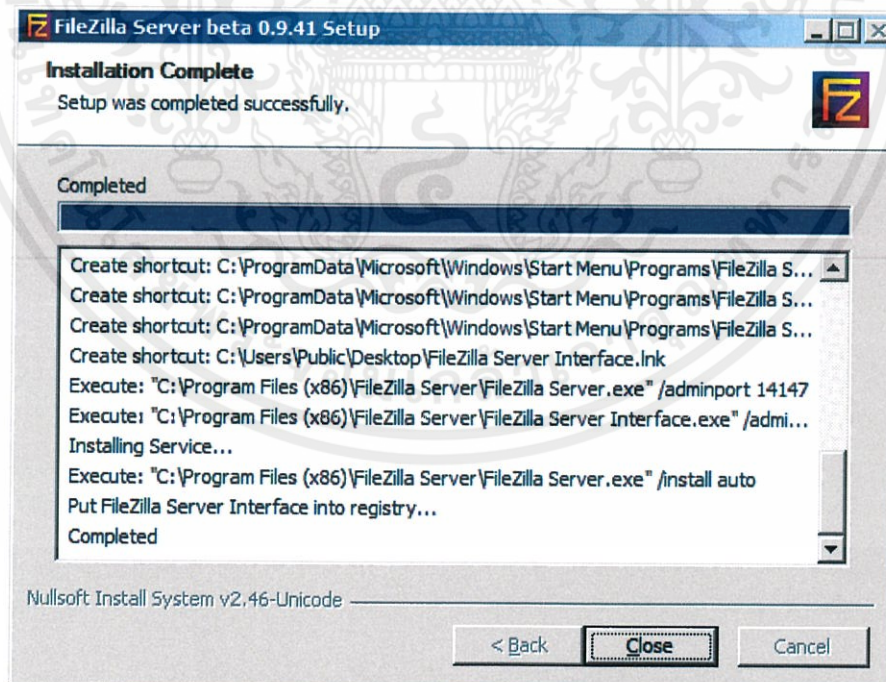 FileZilla Server beta 0.9.41 Setup
Installation Complete
Setup was completed successfully.
Completed
Create shortcut: C:\ProgramData\Microsoft\Windows\Start Menu\Programs\FileZilla S...
Create shortcut: C:\ProgramData\Microsoft\Windows\Start Menu\Programs\FileZilla S...
Create shortcut: C:\ProgramData\Microsoft\Windows\Start Menu\Programs\FileZilla S...
Create shortcut: C:\Users\Public\Desktop\FileZilla Server Interface.lnk
Execute: "C:\Program Files (x86)\FileZilla Server\FileZilla Server.exe" /adminport 14147
Execute: "C:\Program Files (x86)\FileZilla Server\FileZilla Server Interface.exe" /admi...
Installing Service...
Execute: "C:\Program Files (x86)\FileZilla Server\FileZilla Server.exe" /install auto
Put FileZilla Server Interface into registry...
Completed
Nullsoft Install System v2.46-Unicode
< Back
Close
Cancel